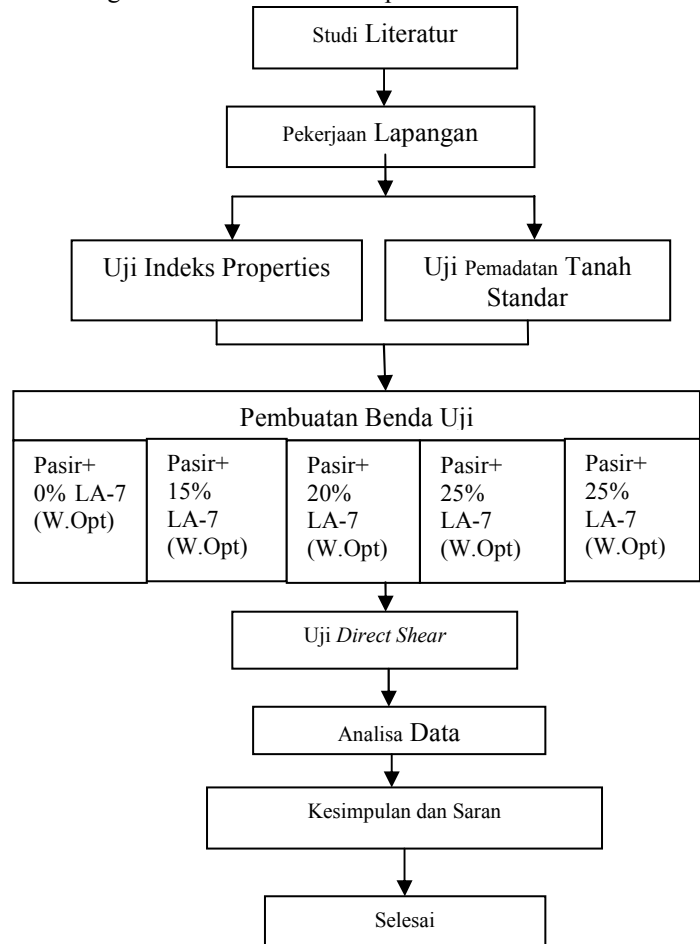 Studi Literatur
Pekerjaan Lapangan
Uji Indeks Properties
Uji Pemadatan Tanah
Standar
Pembuatan Benda Uji
Pasir+
0% LA-7
(W.Opt)
Pasir+
15%
LA-7
(W.Opt)
Pasir+
20%
LA-7
(W.Opt)
Pasir+
25%
LA-7
(W.Opt)
Pasir+
25%
LA-7
(W.Opt)
Uji Direct Shear
Analisa Data
Kesimpulan dan Saran
Selesai